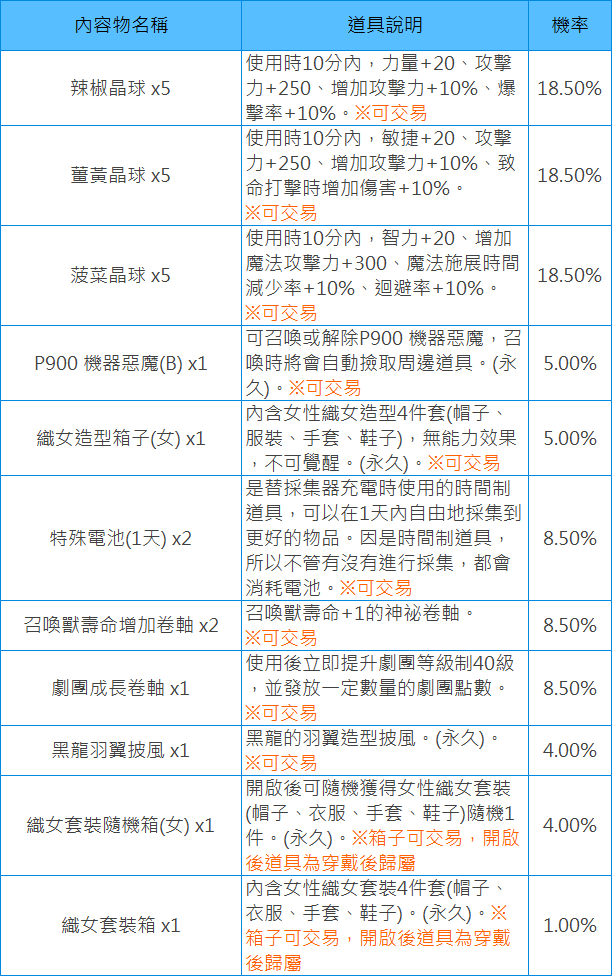 內容物名稱 道具說明 機率
辣椒晶球 x5
使用時10分內，力量+20、攻擊
力+250、增加攻擊力+10%、爆
擊率+10%。※可交易
18.50%
薑黃晶球 x5
使用時10分內，敏捷+20、攻擊
力+250、增加攻擊力+10%、致
命打擊時增加傷害+10%。
※可交易
18.50%
菠菜晶球 x5
使用時10分內，智力+20、增加
魔法攻擊力+300、魔法施展時間
減少率+10%、迴避率+10%。
※可交易
18.50%
P900 機器惡魔(B) x1
可召喚或解除P900 機器惡魔，召
喚時將會自動撿取周邊道具。(永
久)。※可交易
5.00%
織女造型箱子(女) x1
內含女性織女造型4件套(帽子、
服裝、手套、鞋子)，無能力效果
，不可覺醒。(永久)。※可交易
5.00%
特殊電池(1天) x2
是替採集器充電時使用的時間制
道具，可以在1天內自由地採集到
更好的物品。因是時間制道具，
所以不管有沒有進行採集，都會
消耗電池。※可交易
8.50%
召喚獸壽命增加卷軸 x2
召喚獸壽命+1的神祕卷軸。
※可交易
8.50%
劇團成長卷軸 x1
使用後立即提升劇團等級制40級
，並發放一定數量的劇團點數。
※可交易
8.50%
黑龍羽翼披風 x1
黑龍的羽翼造型披風。(永久)。
※可交易
4.00%
織女套裝隨機箱(女) x1
開啟後可隨機獲得女性織女套裝
(帽子、衣服、手套、鞋子)隨機1
件。(永久)。※箱子可交易，開啟
後道具為穿戴後歸屬
4.00%
織女套裝箱 x1
內含女性織女套裝4件套(帽子、
衣服、手套、鞋子)。(永久)。※
箱子可交易，開啟後道具為穿戴
後歸屬
1.00%